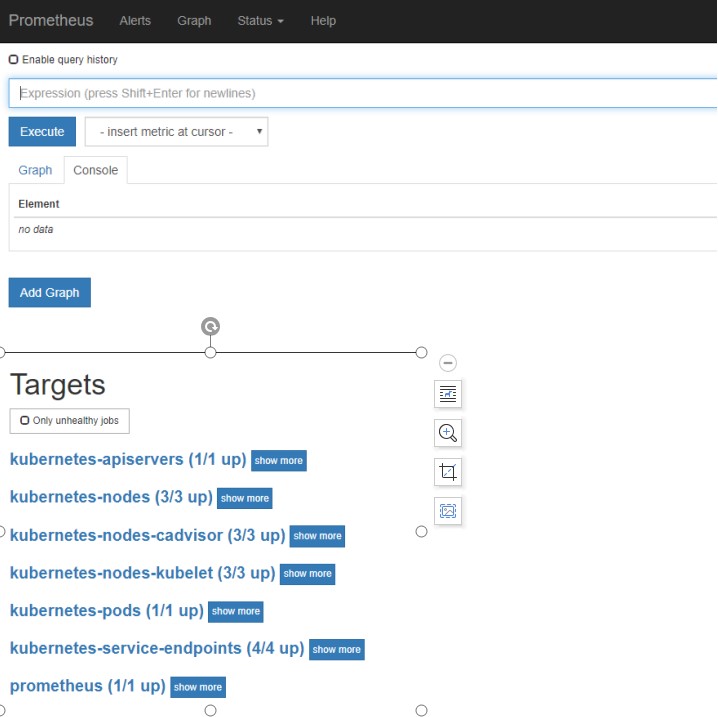 Prometheus Alerts Graph Status Help
Enable query history
Expression (press Shift+Enter for newlines)
Execute - insert metric at cursor -
Graph Console
Element
no data
Add Graph
Targets
Only unhealthy jobs
kubernetes-apiservers (1/1 up) show more
kubernetes-nodes (3/3 up) show more
kubernetes-nodes-cadvisor (3/3 up) show more
kubernetes-nodes-kubelet (3/3 up) show more
kubernetes-pods (1/1 up) show more
kubernetes-service-endpoints (4/4 up) show more
prometheus (1/1 up) show more